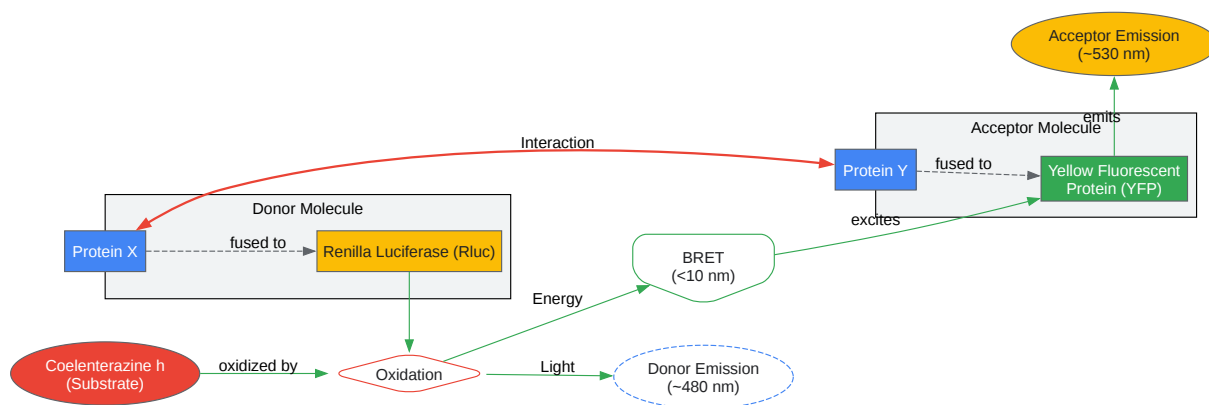 Acceptor Emission
(~530 nm)
emits
Acceptor Molecule
Interaction
Protein Y
fused to
Yellow Fluorescent
Protein (YFP)
Donor Molecule
excites
Protein X
fused to
Renilla Luciferase (Rluc)
BRET
(<10 nm)
Energy
Coelenterazine h
(Substrate)
oxidized by
Oxidation
Light
Donor Emission
(~480 nm)